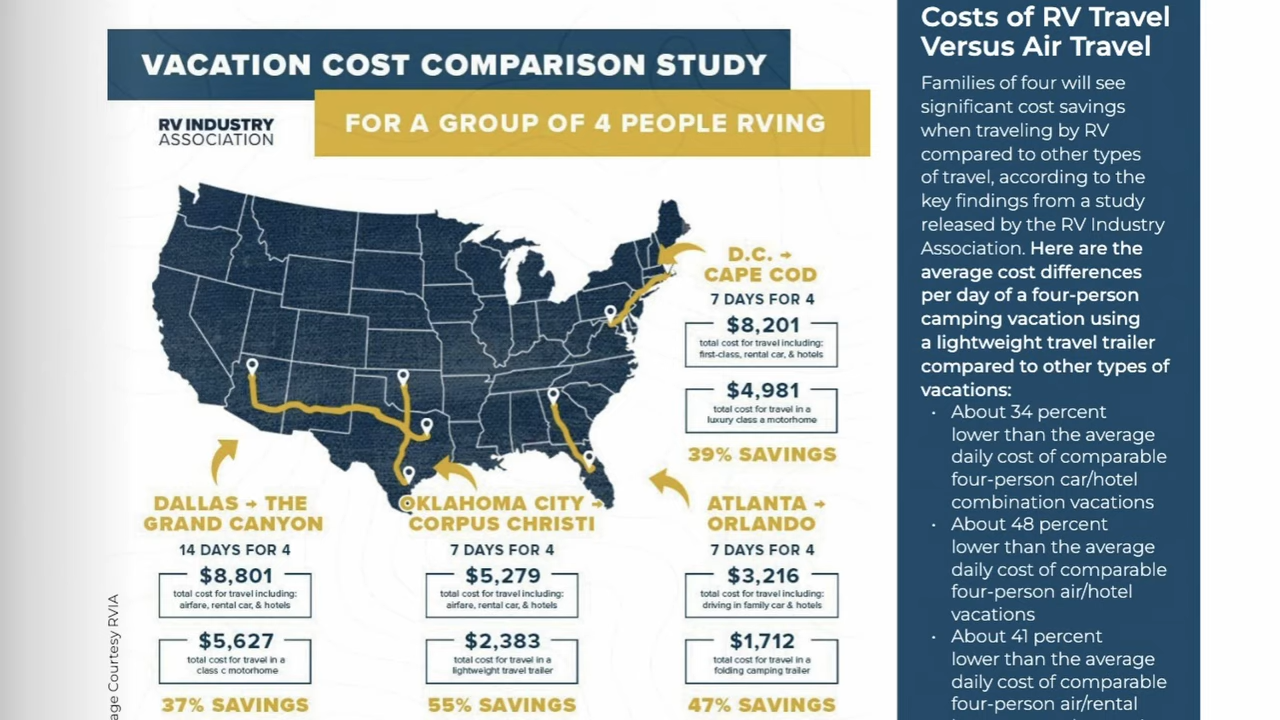 VACATION COST COMPARISON STUDY
FOR A GROUP OF 4 PEOPLE RVING
RV INDUSTRY
ASSOCIATION
D.C. →
CAPE COD
7 DAYS FOR 4
$8,201
total cost for travel including:
first-class, rental car, & hotels
$4,981
total cost for travel in a
luxury class a motorhome
39% SAVINGS
DALLAS → THE
GRAND CANYON
14 DAYS FOR 4
$8,801
total cost for travel including:
airfare, rental car, & hotels
$5,627
total cost for travel in a
class c motorhome
37% SAVINGS
OKLAHOMA CITY →
CORPUS CHRISTI
7 DAYS FOR 4
$5,279
total cost for travel including:
airfare, rental car, & hotels
$2,383
total cost for travel in a
lightweight travel trailer
55% SAVINGS
ATLANTA →
ORLANDO
7 DAYS FOR 4
$3,216
total cost for travel including:
driving in family car & hotels
$1,712
total cost for travel in a
folding camping trailer
47% SAVINGS
Courtesy RVIA
Costs of RV Travel
Versus Air Travel
Families of four will see
significant cost savings
when traveling by RV
compared to other types
of travel, according to the
key findings from a study
released by the RV Industry
Association. Here are the
average cost differences
per day of a four-person
camping vacation using
a lightweight travel trailer
compared to other types of
vacations:
• About 34 percent
lower than the average
daily cost of comparable
four-person car/hotel
combination vacations
• About 48 percent
lower than the average
daily cost of comparable
four-person air/hotel
vacations
• About 41 percent
lower than the average
daily cost of comparable
four-person air/rental